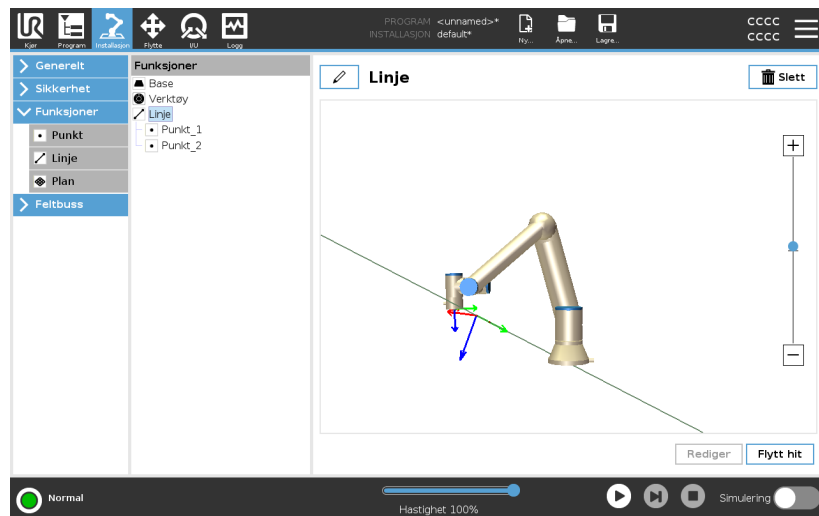 UR
Kjør
Program
Installasjon
Flytte
I/U
Logg
PROGRAM <unnamed>*
INSTALLASJON default*
Ny...
Åpne...
Lagre...
CCCC
CCCC
Generelt
Sikkerhet
Funksjoner
Punkt
Linje
Plan
Feltbuss
Funksjoner
Base
Verktøy
Linje
Punkt_1
Punkt_2
Linje
Slett
Rediger
Flytt hit
Normal
Hastighet 100%
Simulering